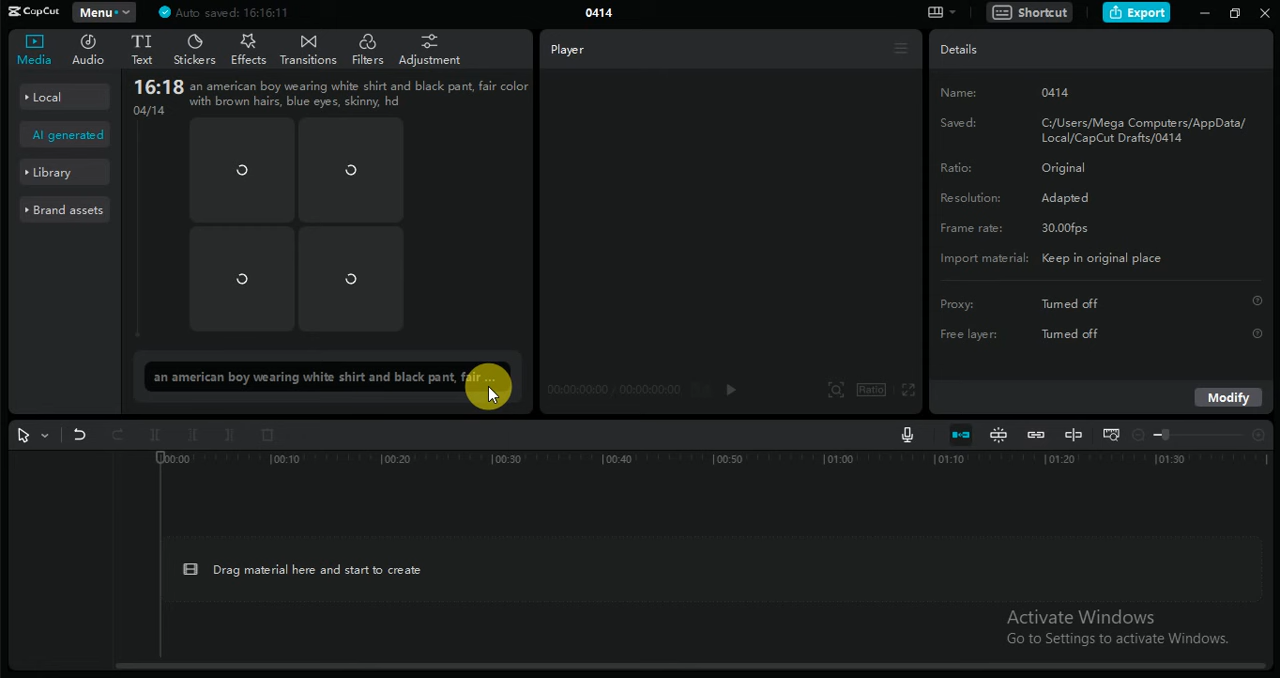 CapCut
Menu
Auto saved: 16:16:11
0414
Shortcut
Export
Media
Audio
Text
Stickers
Effects
Transitions
Filters
Adjustment
Local
AI generated
Library
Brand assets
16:18
04/14
an american boy wearing white shirt and black pant, fair color
with brown hairs, blue eyes, skinny, hd
an american boy wearing white shirt and black pant, fair ...
Player
00:00:00:00 / 00:00:00:00
Ratio
Details
Name: 0414
Saved: C:/Users/Mega Computers/AppData/
Local/CapCut Drafts/0414
Ratio: Original
Resolution: Adapted
Frame rate: 30.00fps
Import material: Keep in original place
Proxy: Turned off
Free layer: Turned off
Modify
00:00
00:10
00:20
00:30
00:40
00:50
01:00
01:10
01:20
01:30
Drag material here and start to create
Activate Windows
Go to Settings to activate Windows.